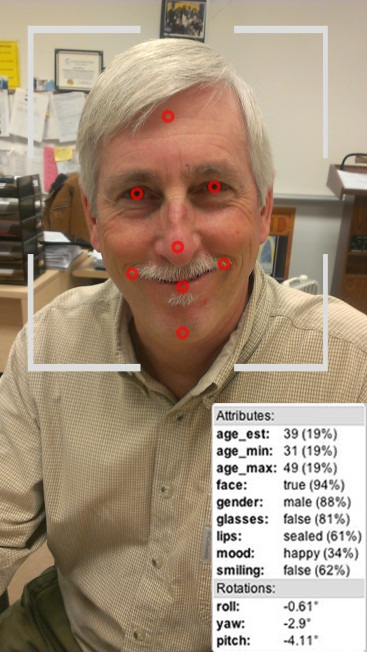 Attributes:
age_est: 39 (19%)
age_min: 31 (19%)
age_max: 49 (19%)
face: true (94%)
gender: male (88%)
glasses: false (81%)
lips: sealed (61%)
mood: happy (34%)
smiling: false (62%)
Rotations:
roll: -0.61°
yaw: -2.9°
pitch: -4.11°